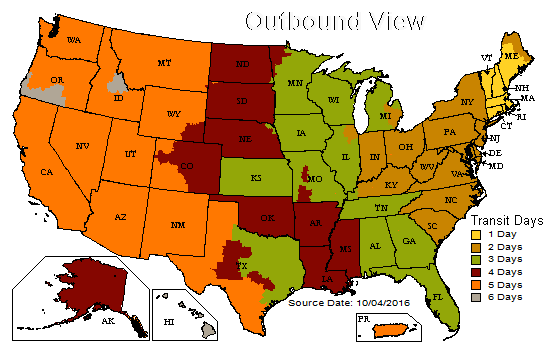 Outbound View
WA
MT
ND
MN
VT
ME
OR
ID
SD
WI
MI
NY
NH
MA
WY
NE
IA
PA
RI
CT
NV
UT
CO
KS
MO
IL
IN
OH
WV
VA
NJ
DE
MD
CA
KY
NC
AZ
NM
OK
AR
TN
SC
TX
LA
MS
AL
GA
FL
Transit Days
1 Day
2 Days
3 Days
4 Days
5 Days
6 Days
AK
HI
PR
Source Date: 10/04/2016